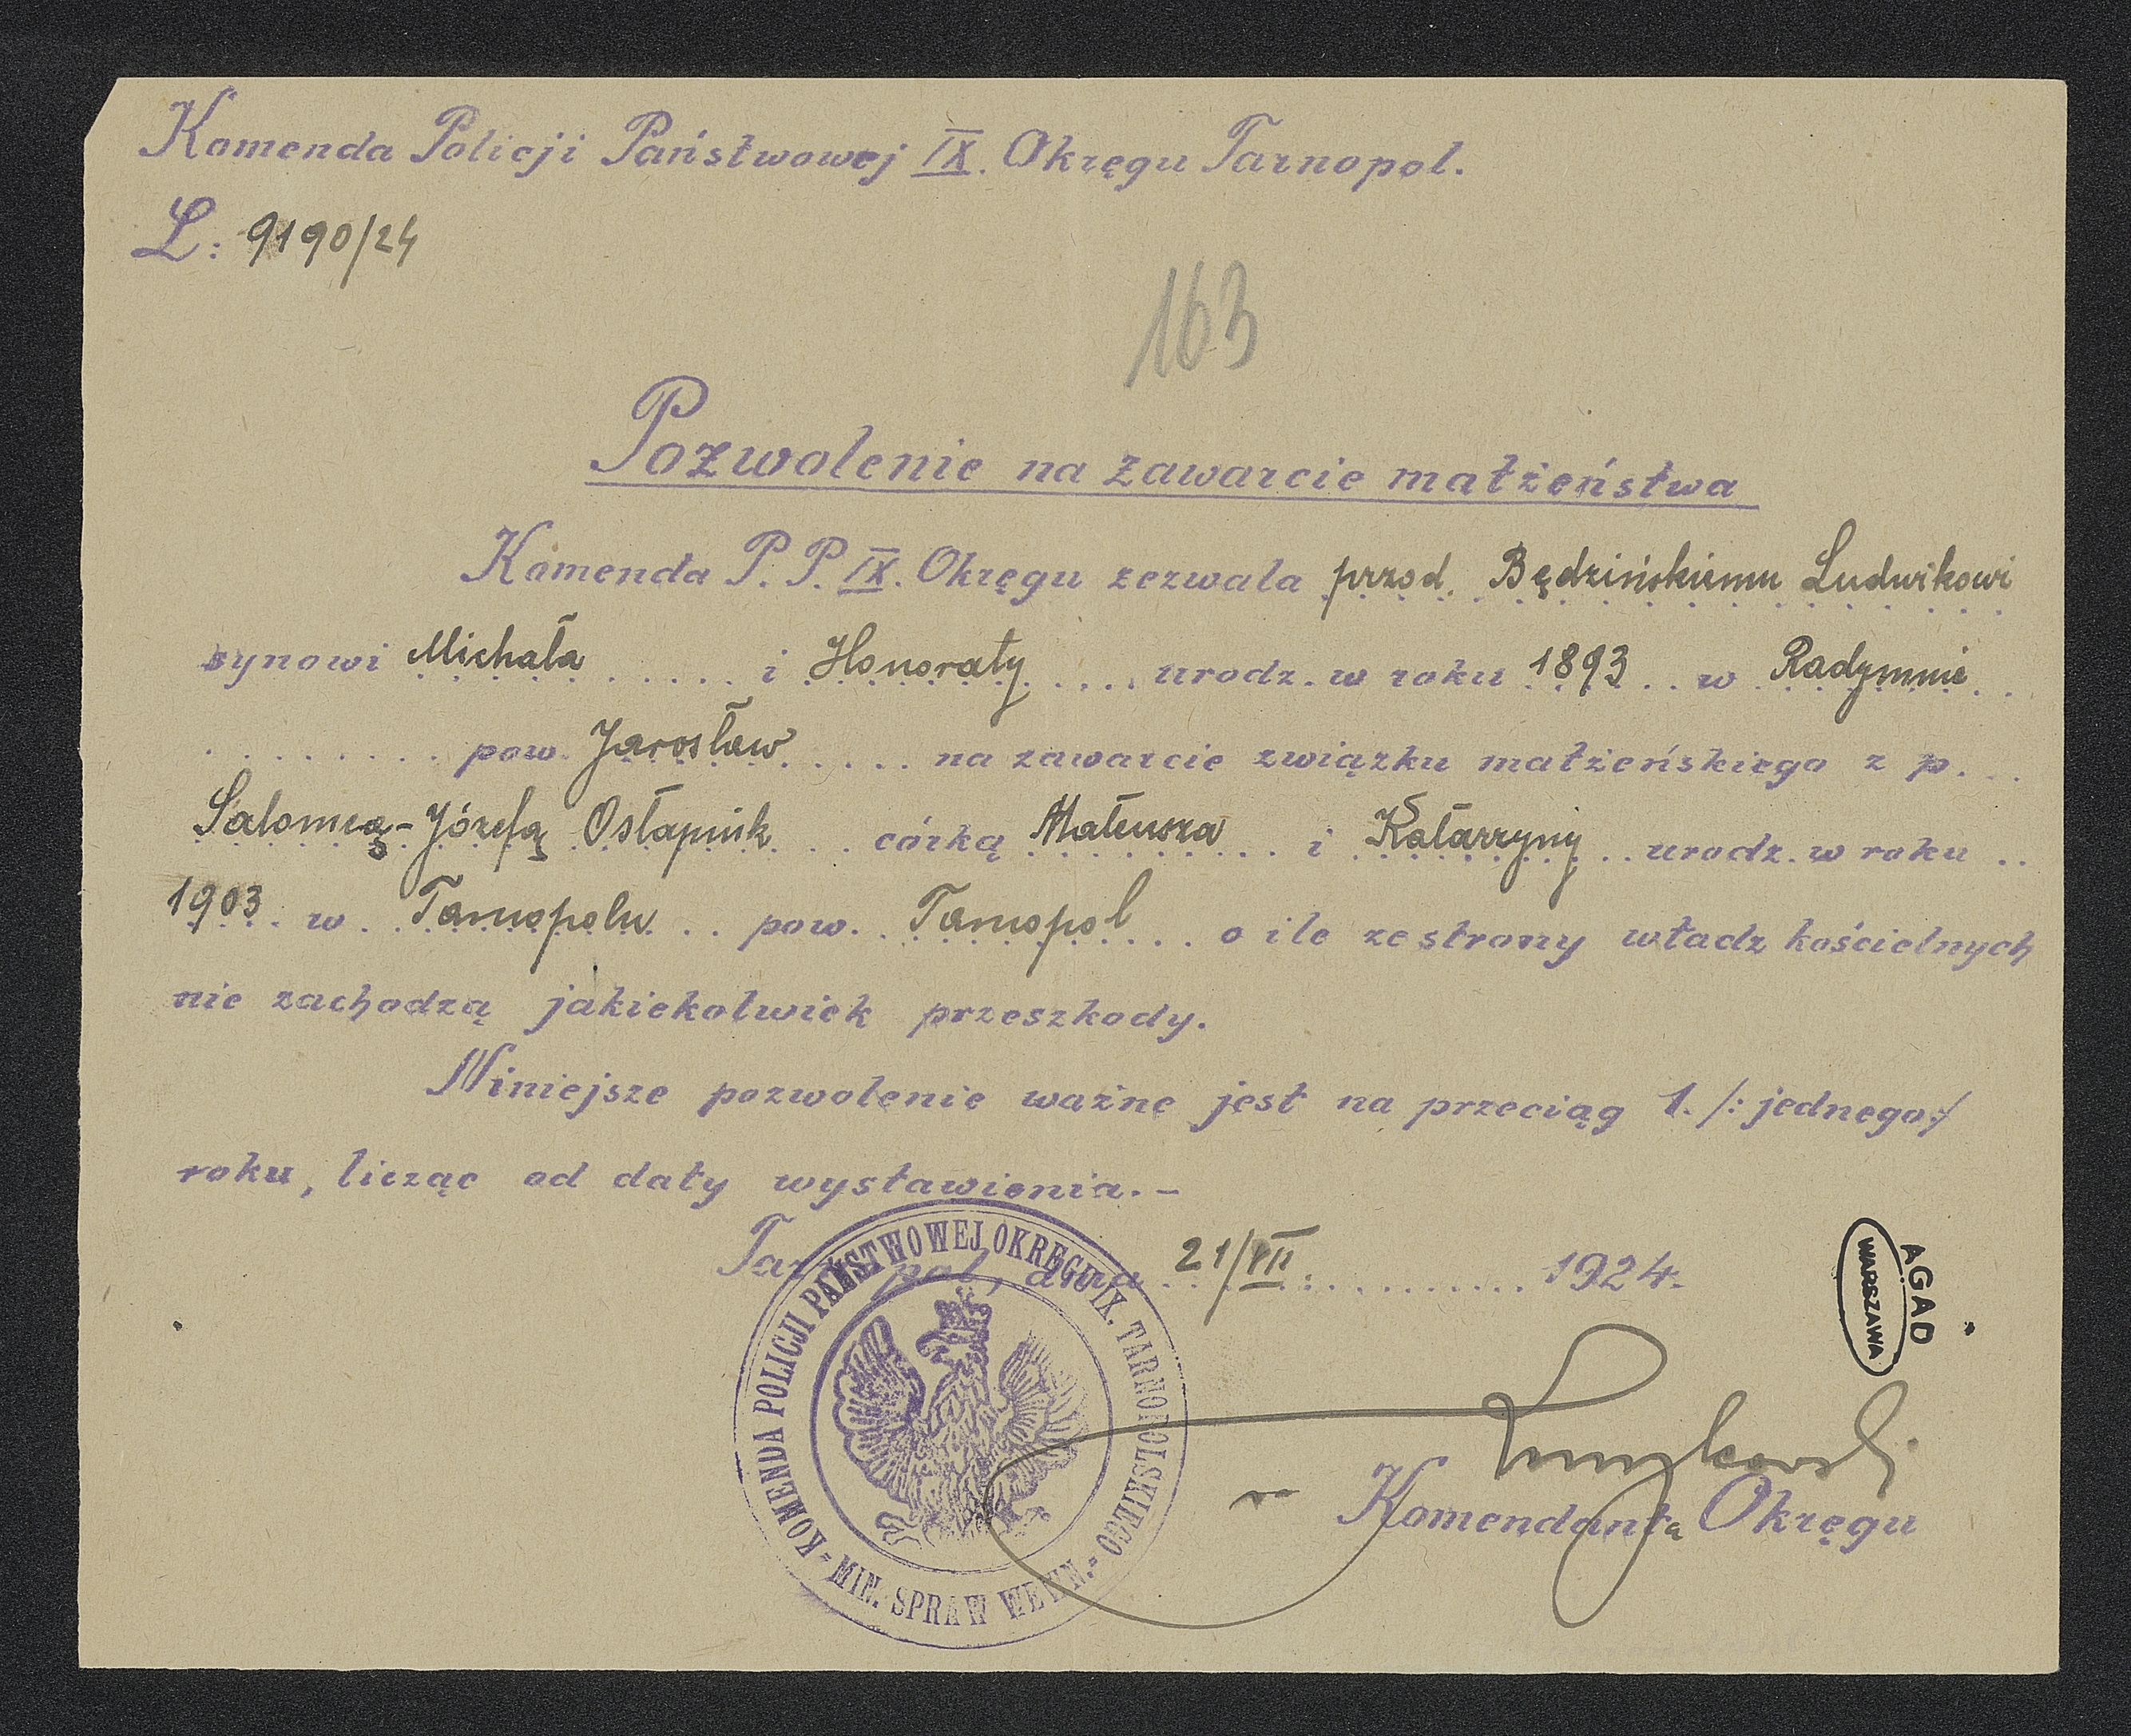 Komenda Policji Państwowej IX. Okręgu Tarnopol.
L: 9190/24
163
Pozwolenie na zawarcie małżeństwa
Komenda P. P. IX. Okręgu zezwala przod. Będzińskiemu Ludwikowi
synowi Michała i Honoraty urodz. w roku 1893 w Radymnie
pow. Jarosław na zawarcie związku małżeńskiego z p.
Salomeą-Józefą Ostapiuk córką Mateusza i Katarzyny urodz. w roku
1903 w Tarnopolu pow. Tarnopol o ile ze strony władz kościelnych
nie zachodzą jakiekolwiek przeszkody.
Niniejsze pozwolenie ważne jest na przeciąg 1. /: jednego :/
roku, licząc od daty wystawienia. -
Tarnopol, dnia 21/VII. 1924.
KOMENDA POLICJI PAŃSTWOWEJ OKRĘGU IX. TARNOPOLSKIEGO
MIN. SPRAW WEWN.
AGAD
WARSZAWA
Komendanta Okręgu